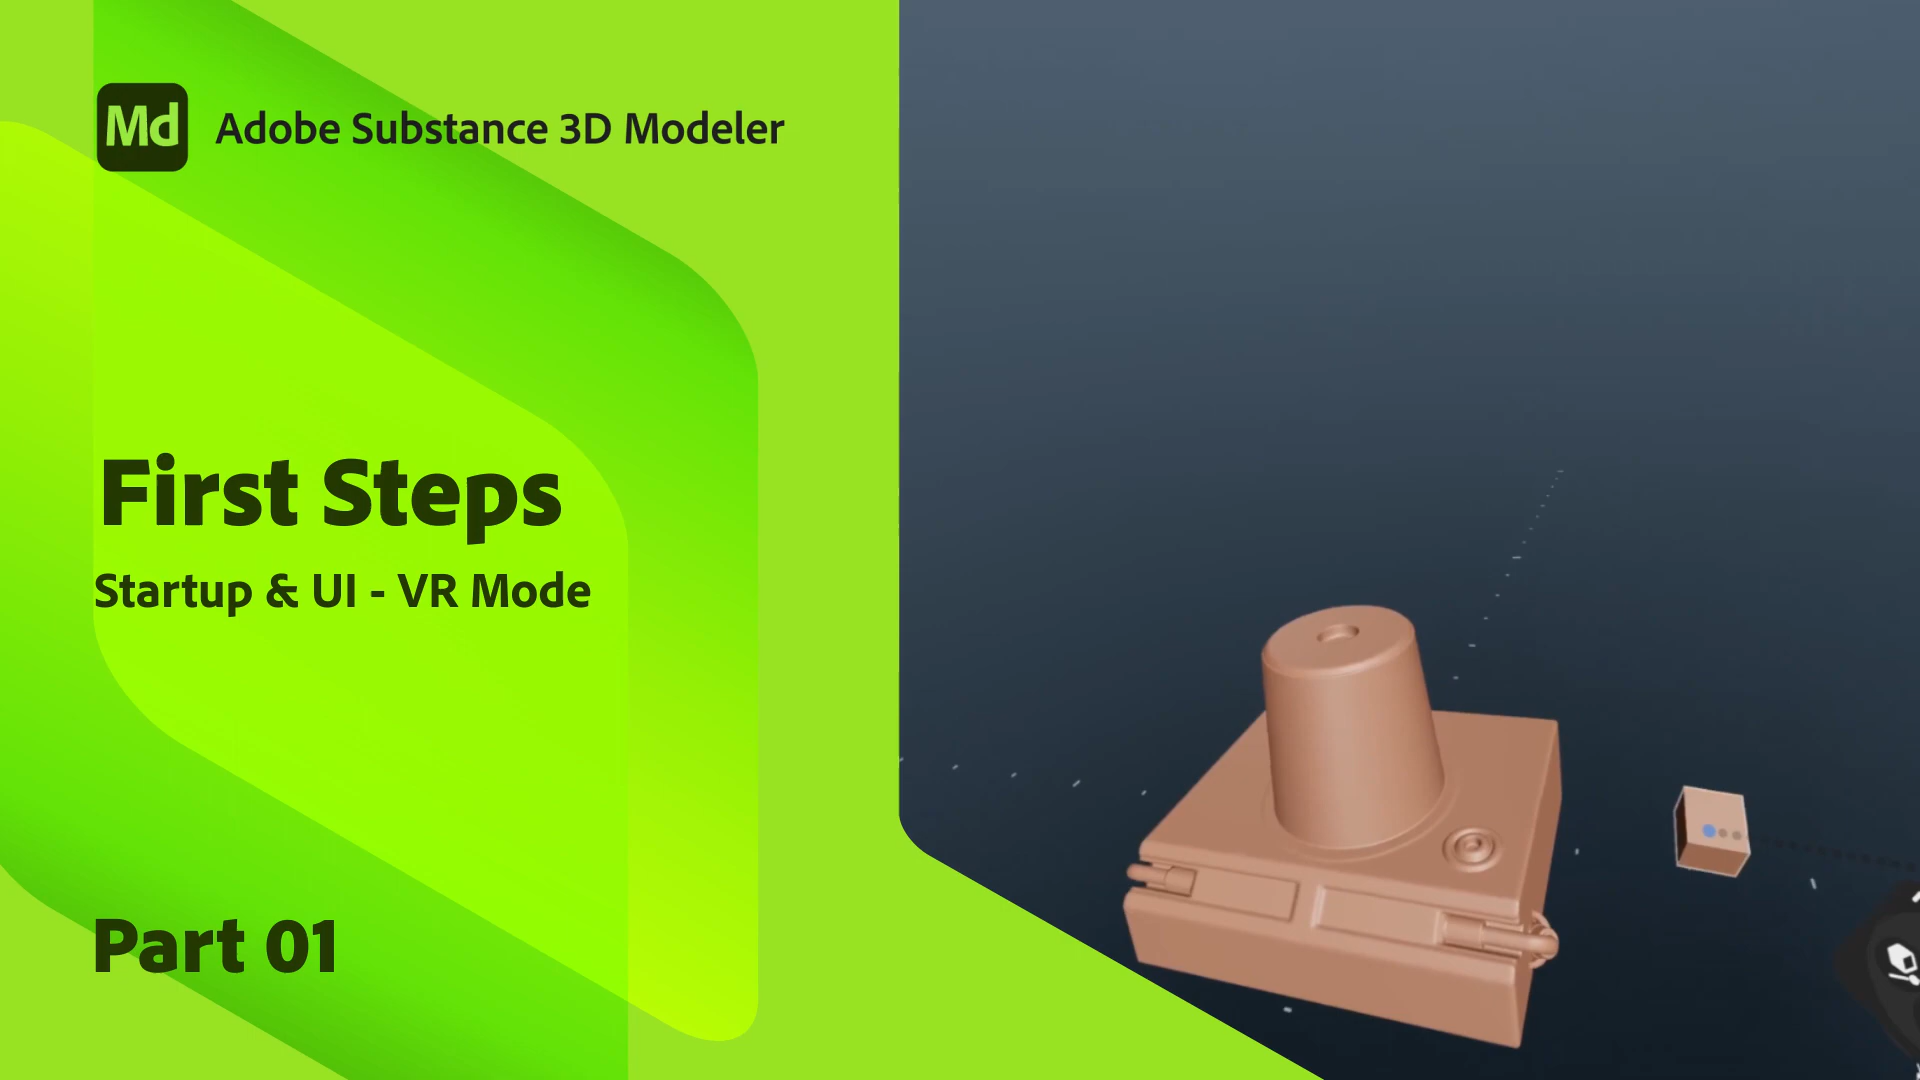 Md Adobe Substance 3D Modeler
First Steps
Startup & UI - VR Mode
Part 01